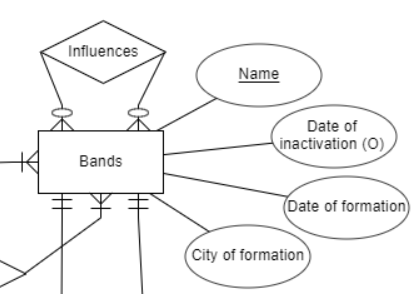 Influences
Name
Date of
inactivation (O)
Bands
Date of formation
City of formation